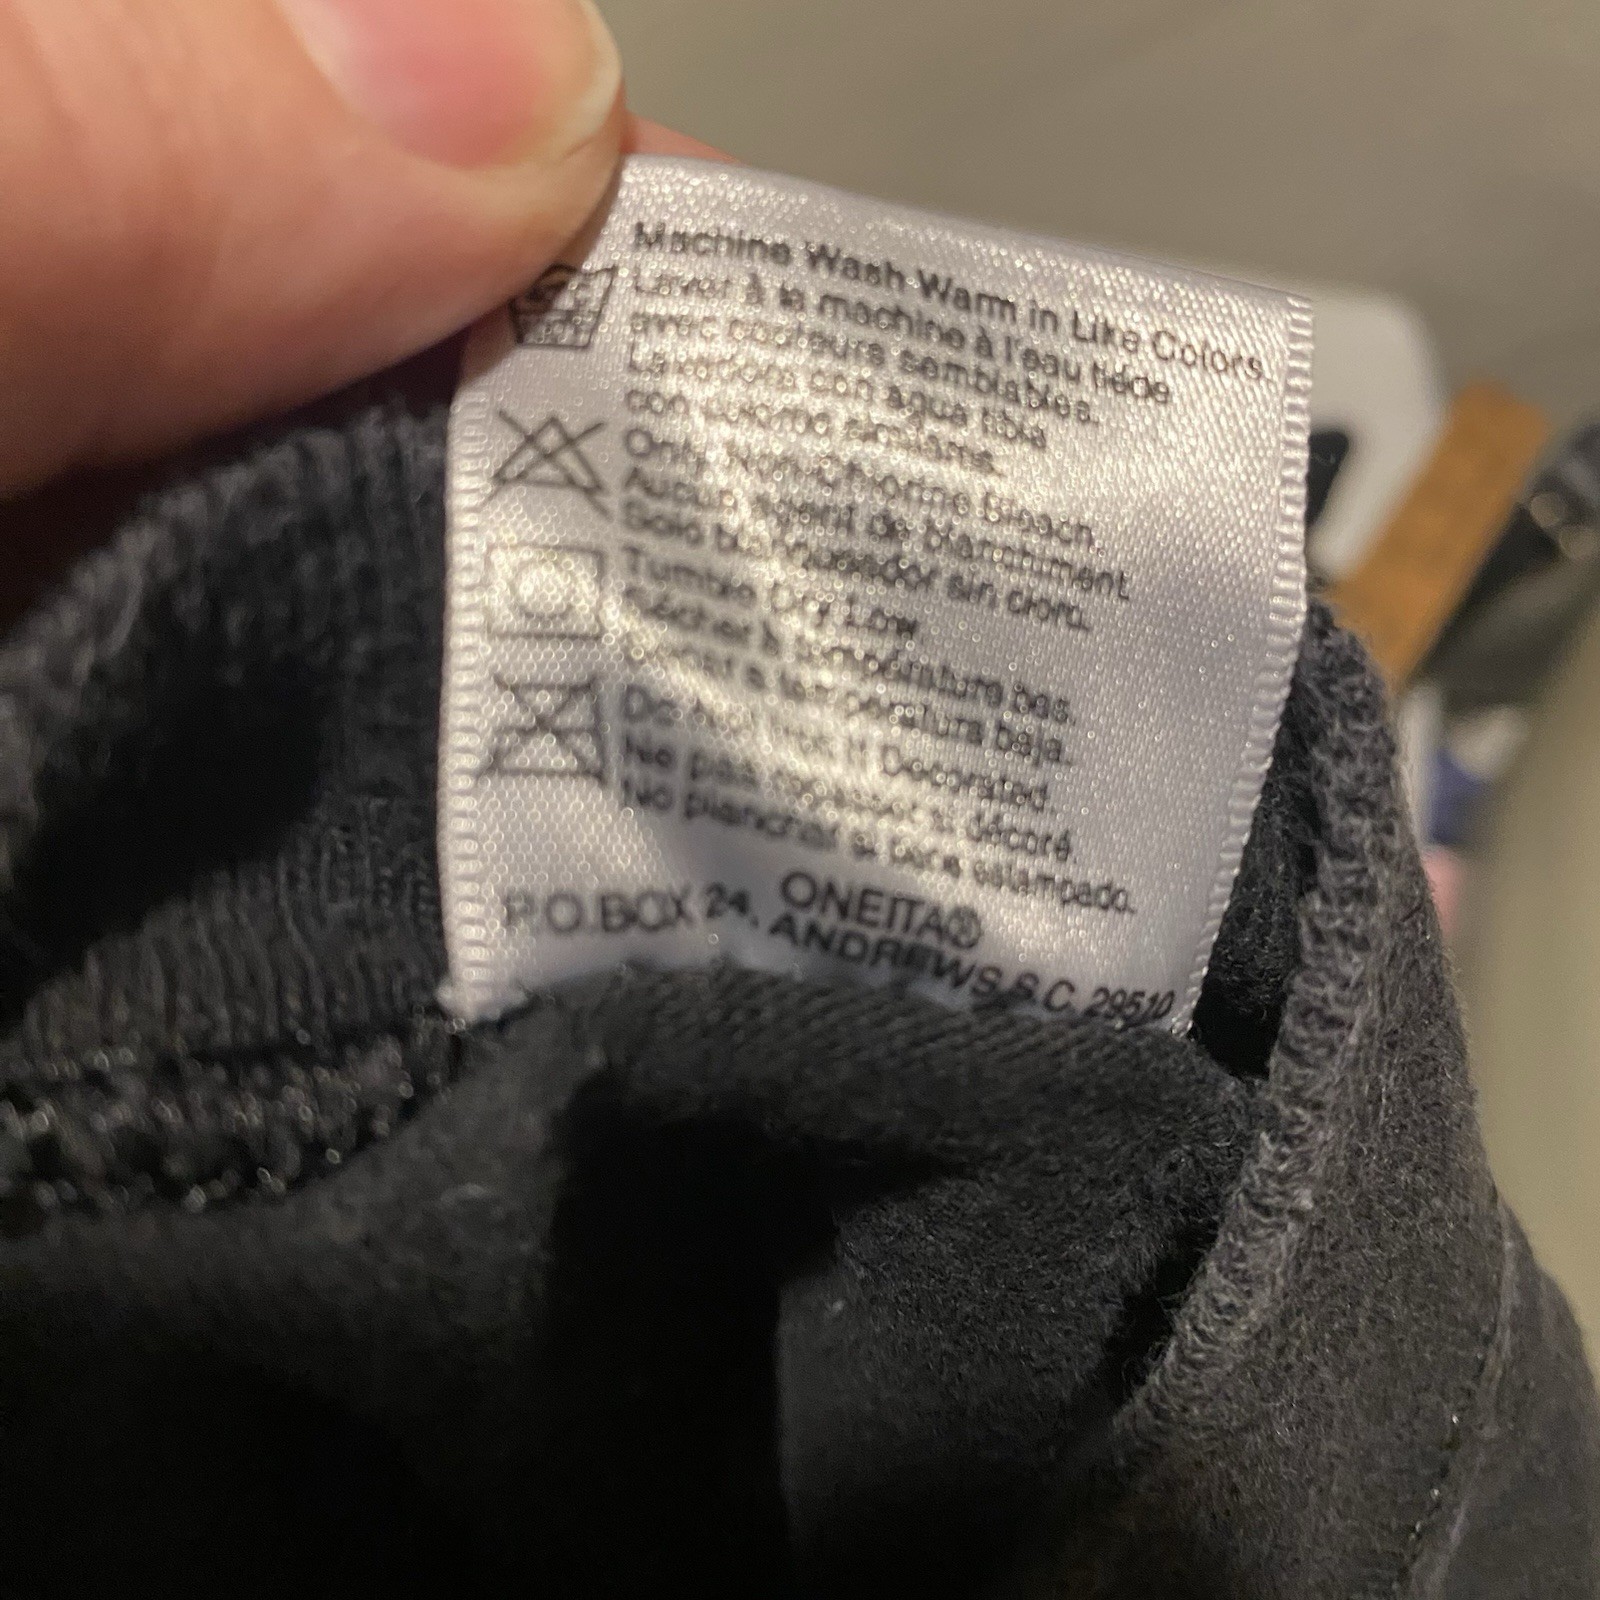 Machine Wash Warm in Like Colors.
Laver à la machine à l'eau tiède
avec couleurs semblables.
Lavadora con agua tibia
con similares.
Only Non-Chlorine Bleach.
Aucun agent de blanchiment
Solo blanqueador sin cloro.
Tumble Dry Low
Sécher à température bas.
a temperatura baja.
Do Not Iron If Decorated.
Ne pas repasser si décoré
No planchar si esta estampado.
ONEITA®
P.O.BOX 24, ANDREWS S.C. 29510